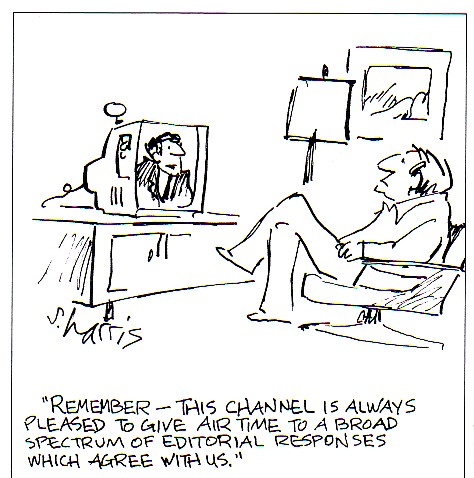 S. harris
"REMEMBER — THIS CHANNEL IS ALWAYS
PLEASED TO GIVE AIR TIME TO A BROAD
SPECTRUM OF EDITORIAL RESPONSES
WHICH AGREE WITH US."